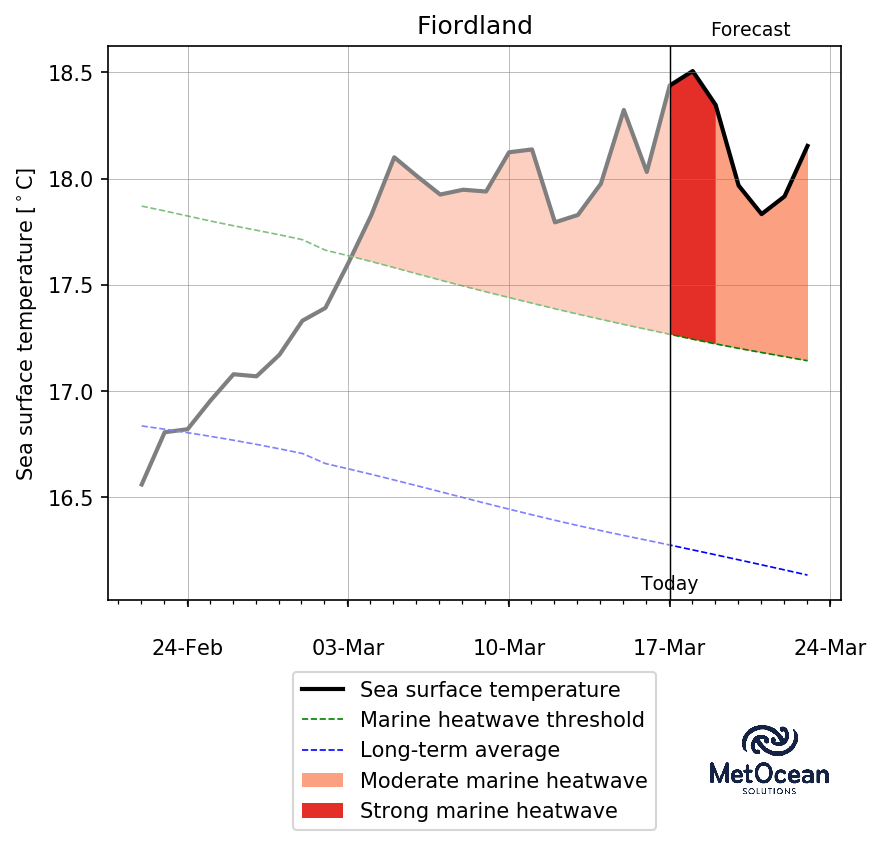 Fiordland
Forecast
Sea surface temperature [°C]
18.5
18.0
17.5
17.0
16.5
Today
24-Feb
03-Mar
10-Mar
17-Mar
24-Mar
Sea surface temperature
Marine heatwave threshold
Long-term average
Moderate marine heatwave
Strong marine heatwave
MetOcean
SOLUTIONS